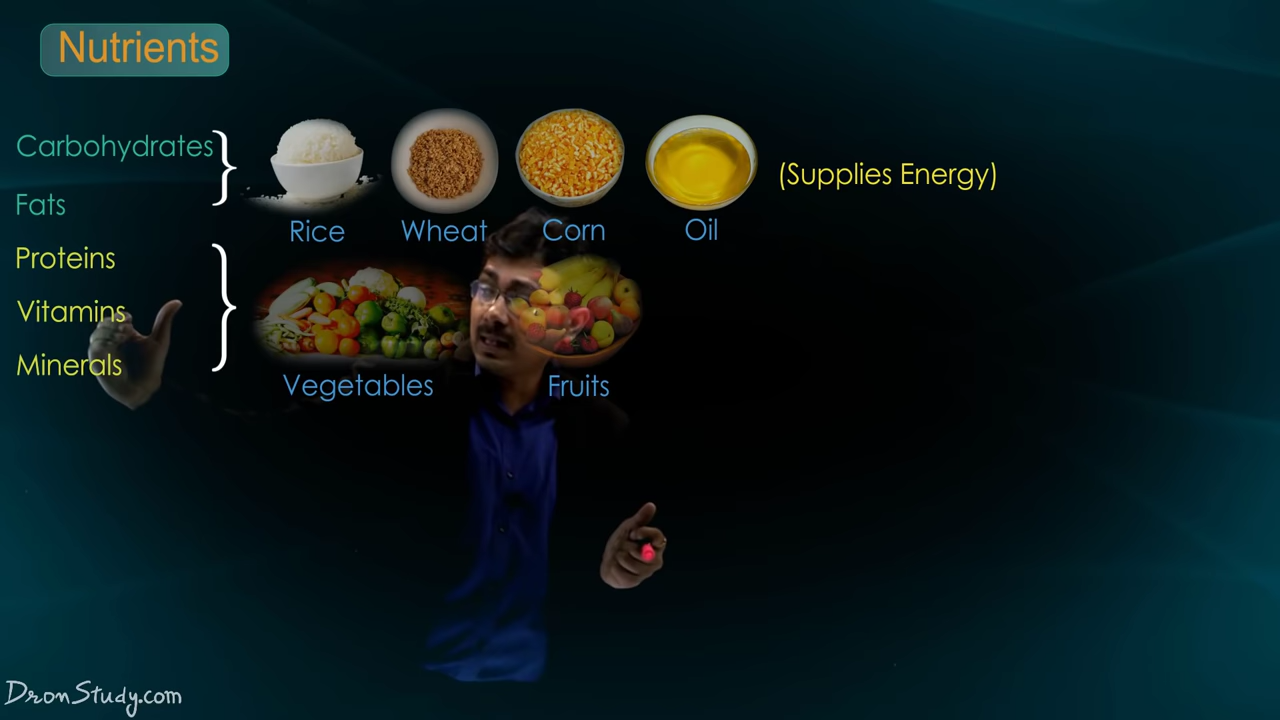 Nutrients
Carbohydrates
Fats
Proteins
Vitamins
Minerals
Rice
Wheat
Corn
Oil
(Supplies Energy)
Vegetables
Fruits
DronStudy.com